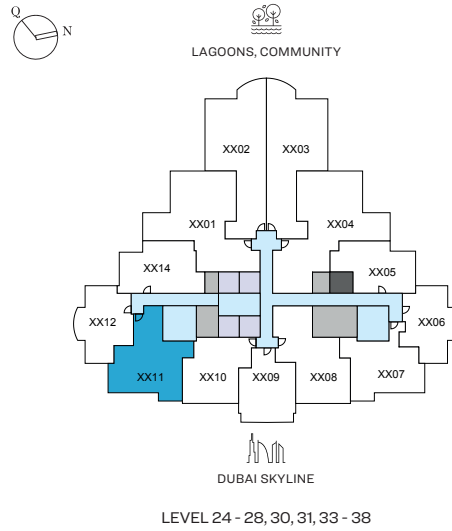 Q
N
LAGOONS, COMMUNITY
XX02 XX03
XX01 XX04
XX14 XX05
XX12 XX06
XX11 XX10 XX09 XX08 XX07
DUBAI SKYLINE
LEVEL 24 - 28, 30, 31, 33 - 38